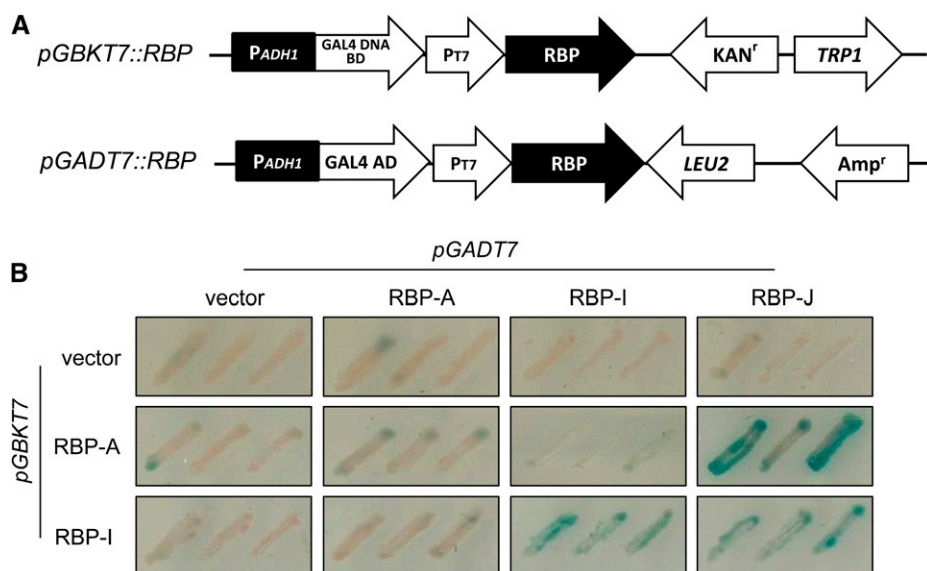 A
pGBKT7::RBP
PADH1
GAL4 DNA
BD
PT7
RBP
KANʳ
TRP1
pGADT7::RBP
PADH1
GAL4 AD
PT7
RBP
LEU2
Ampʳ
pGADT7
B
vector
RBP-A
RBP-I
RBP-J
pGBKT7
vector
RBP-A
RBP-I